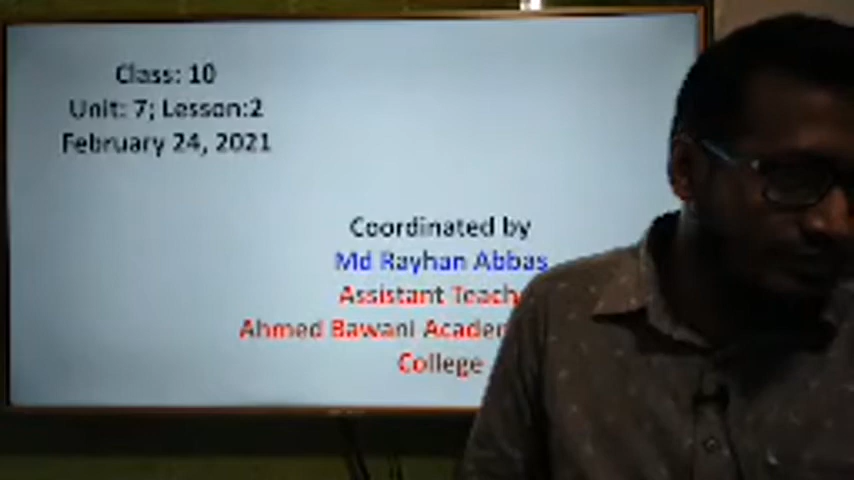 Class: 10
Unit: 7; Lesson:2
February 24, 2021
Coordinated by
Md Rayhan Abbas
Assistant
Ahmed Bawani
College